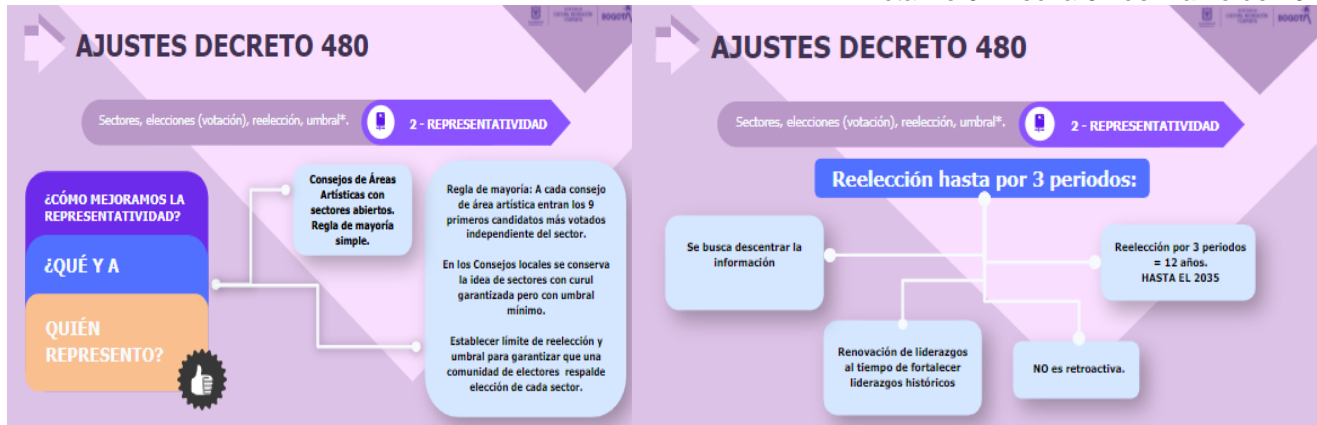 AJUSTES DECRETO 480
BOGOTÁ
Sectores, elecciones (votación), reelección, umbral*.
2 - REPRESENTATIVIDAD
¿CÓMO MEJORAMOS LA
REPRESENTATIVIDAD?
¿QUÉ Y A
QUIÉN
REPRESENTO?
Consejos de Áreas
Artísticas con
sectores abiertos.
Regla de mayoría
simple.
Regla de mayoría: A cada consejo
de área artística entran los 9
primeros candidatos más votados
independiente del sector.
En los Consejos locales se conserva
la idea de sectores con curul
garantizada pero con umbral
mínimo.
Establecer límite de reelección y
umbral para garantizar que una
comunidad de electores respalde
elección de cada sector.
AJUSTES DECRETO 480
BOGOTÁ
Sectores, elecciones (votación), reelección, umbral*.
2 - REPRESENTATIVIDAD
Reelección hasta por 3 periodos:
Se busca descentrar la
información
Renovación de liderazgos
al tiempo de fortalecer
liderazgos históricos
NO es retroactiva.
Reelección por 3 periodos
= 12 años.
HASTA EL 2035